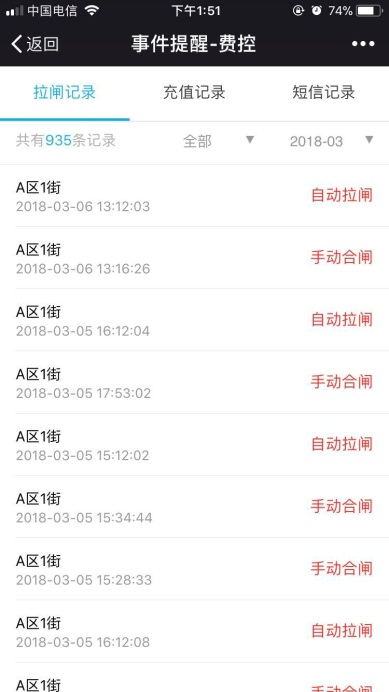 中国电信 下午1:51 74%
返回 事件提醒-费控
拉闸记录 充值记录 短信记录
共有935条记录 全部 2018-03
A区1街
2018-03-06 13:12:03 自动拉闸
A区1街
2018-03-06 13:16:26 手动合闸
A区1街
2018-03-05 16:12:04 自动拉闸
A区1街
2018-03-05 17:53:02 手动合闸
A区1街
2018-03-05 15:12:02 自动拉闸
A区1街
2018-03-05 15:34:44 手动合闸
A区1街
2018-03-05 15:28:33 手动合闸
A区1街
2018-03-05 16:12:08 自动拉闸
A区1街 手动合闸